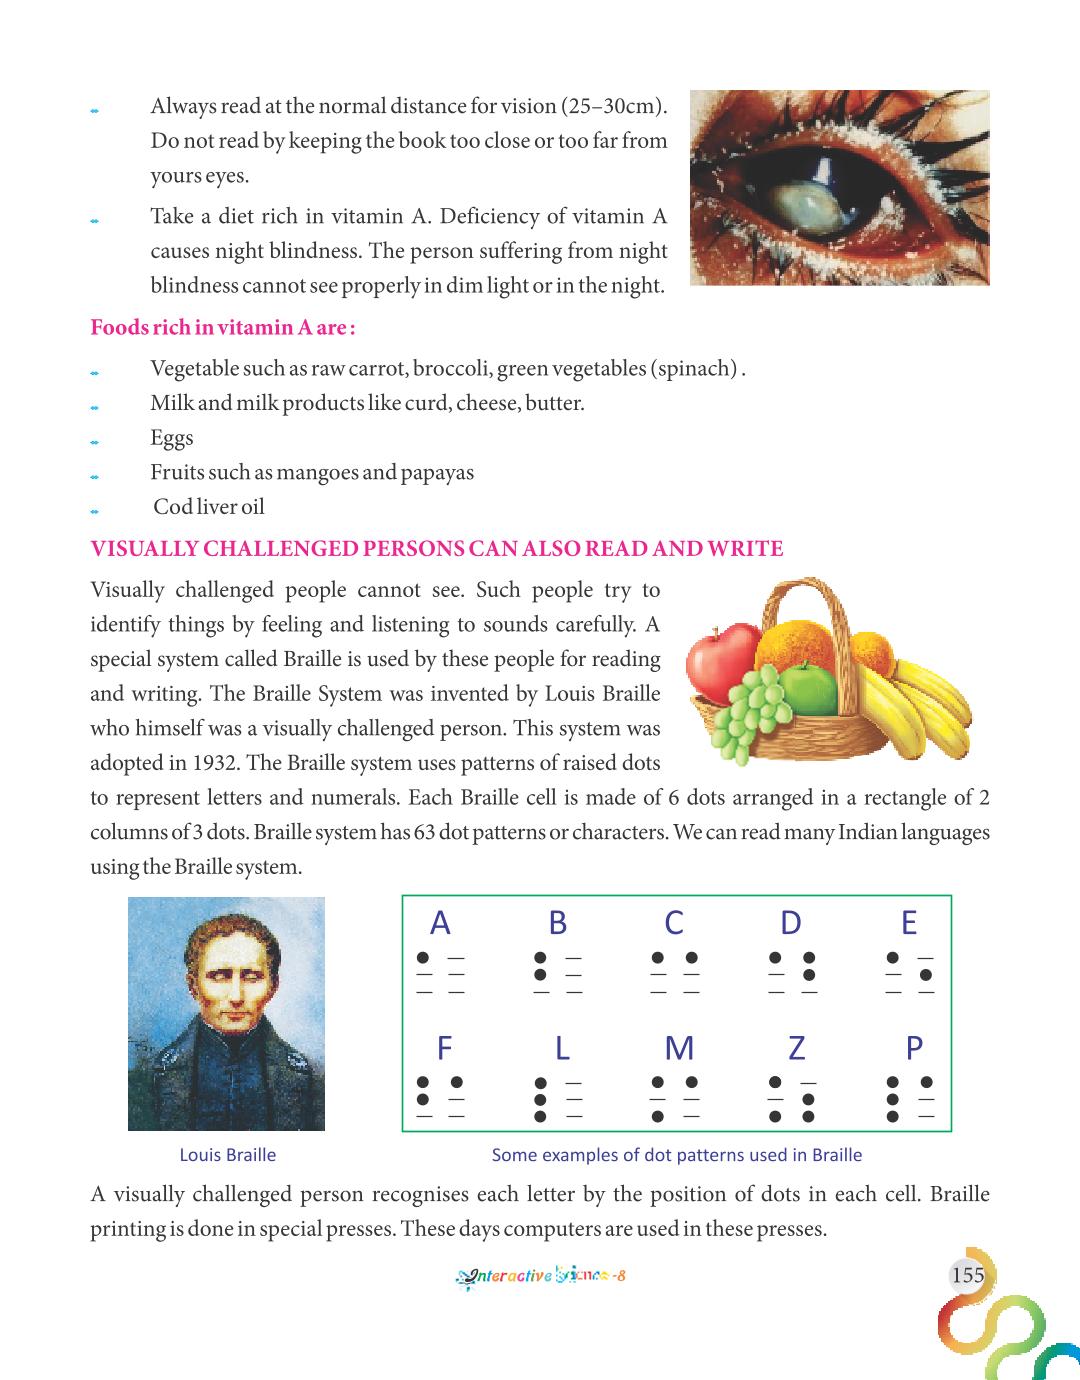 Always read at the normal distance for vision (25–30cm).
Do not read by keeping the book too close or too far from
yours eyes.
Take a diet rich in vitamin A. Deficiency of vitamin A
causes night blindness. The person suffering from night
blindness cannot see properly in dim light or in the night.
Foods rich in vitamin A are :
Vegetable such as raw carrot, broccoli, green vegetables (spinach) .
Milk and milk products like curd, cheese, butter.
Eggs
Fruits such as mangoes and papayas
Cod liver oil
VISUALLY CHALLENGED PERSONS CAN ALSO READ AND WRITE
Visually challenged people cannot see. Such people try to
identify things by feeling and listening to sounds carefully. A
special system called Braille is used by these people for reading
and writing. The Braille System was invented by Louis Braille
who himself was a visually challenged person. This system was
adopted in 1932. The Braille system uses patterns of raised dots
to represent letters and numerals. Each Braille cell is made of 6 dots arranged in a rectangle of 2
columns of 3 dots. Braille system has 63 dot patterns or characters. We can read many Indian languages
using the Braille system.
A B C D E
F L M Z P
Louis Braille
Some examples of dot patterns used in Braille
A visually challenged person recognises each letter by the position of dots in each cell. Braille
printing is done in special presses. These days computers are used in these presses.
Interactive Science -8
155